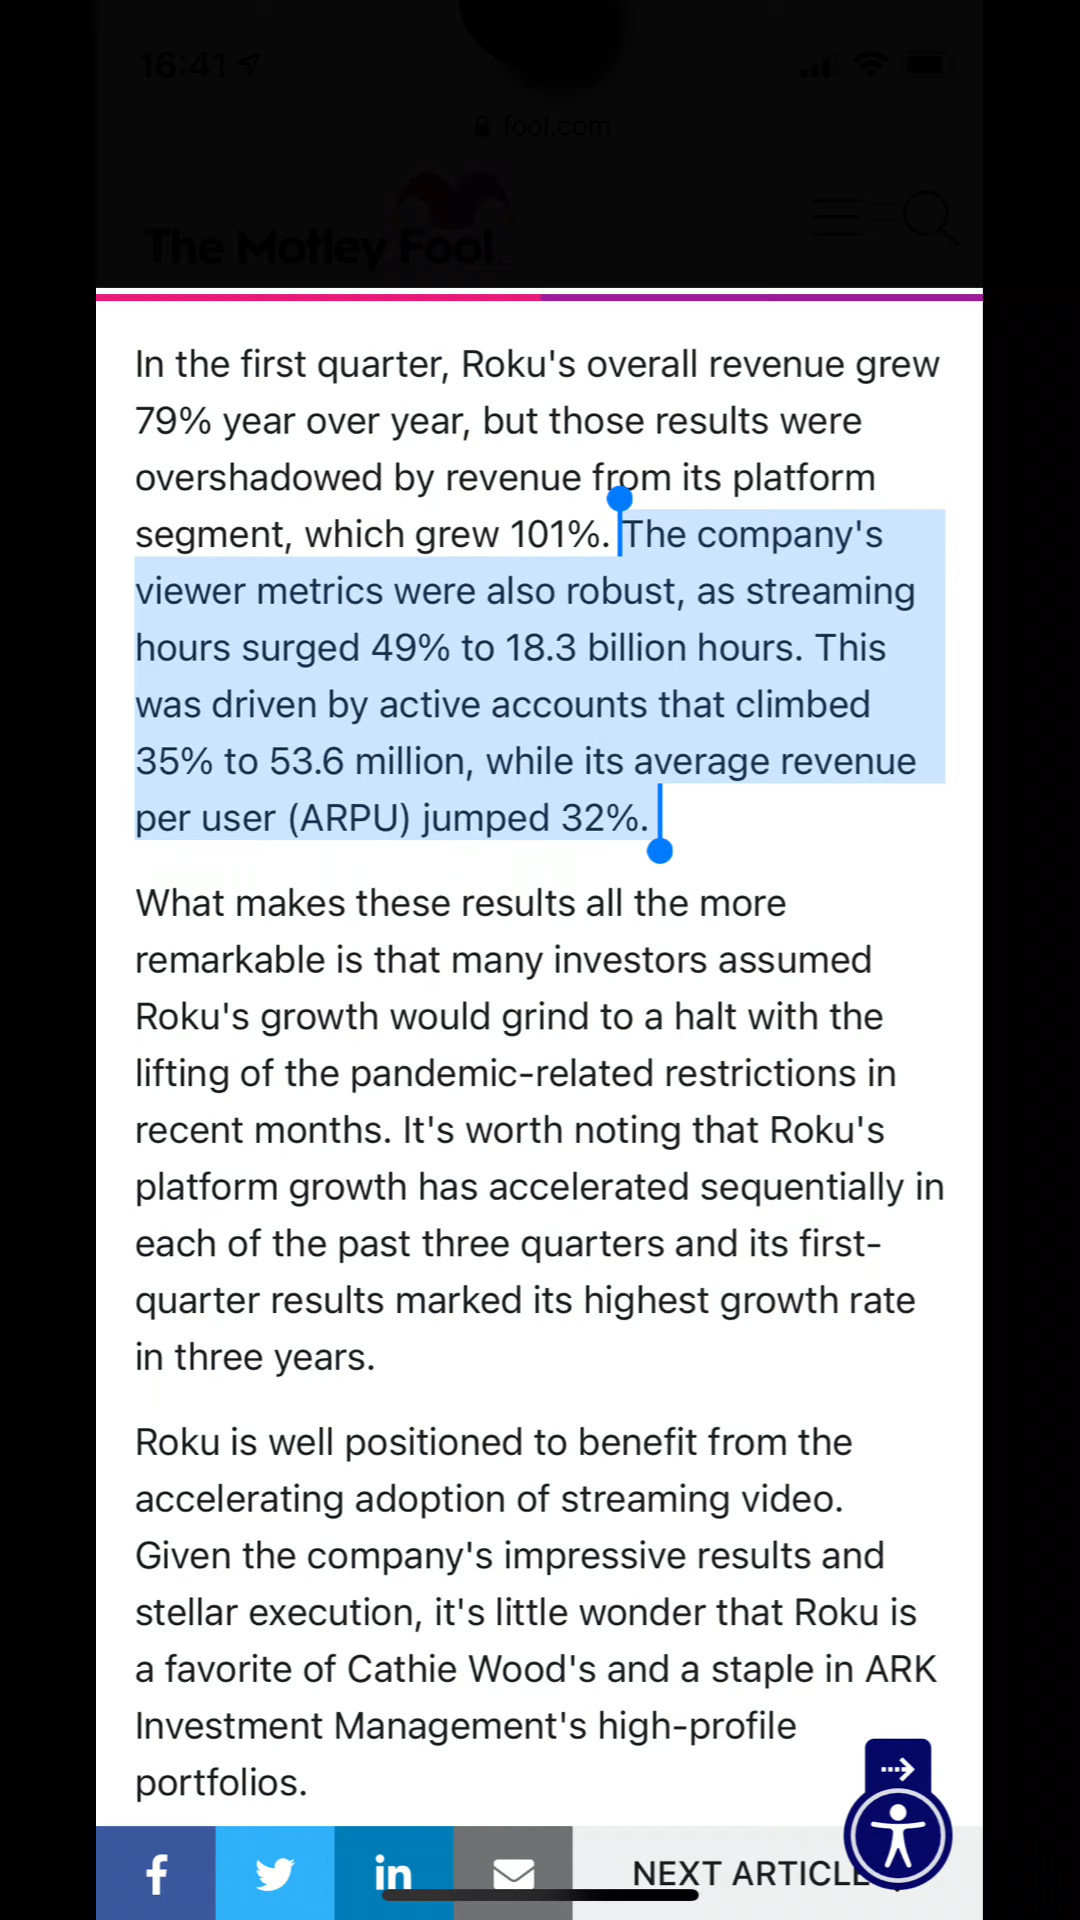 16:41
fool.com
The Motley Fool
In the first quarter, Roku's overall revenue grew
79% year over year, but those results were
overshadowed by revenue from its platform
segment, which grew 101%. The company's
viewer metrics were also robust, as streaming
hours surged 49% to 18.3 billion hours. This
was driven by active accounts that climbed
35% to 53.6 million, while its average revenue
per user (ARPU) jumped 32%.
What makes these results all the more
remarkable is that many investors assumed
Roku's growth would grind to a halt with the
lifting of the pandemic-related restrictions in
recent months. It's worth noting that Roku's
platform growth has accelerated sequentially in
each of the past three quarters and its first-
quarter results marked its highest growth rate
in three years.
Roku is well positioned to benefit from the
accelerating adoption of streaming video.
Given the company's impressive results and
stellar execution, it's little wonder that Roku is
a favorite of Cathie Wood's and a staple in ARK
Investment Management's high-profile
portfolios.
f in NEXT ARTICLE